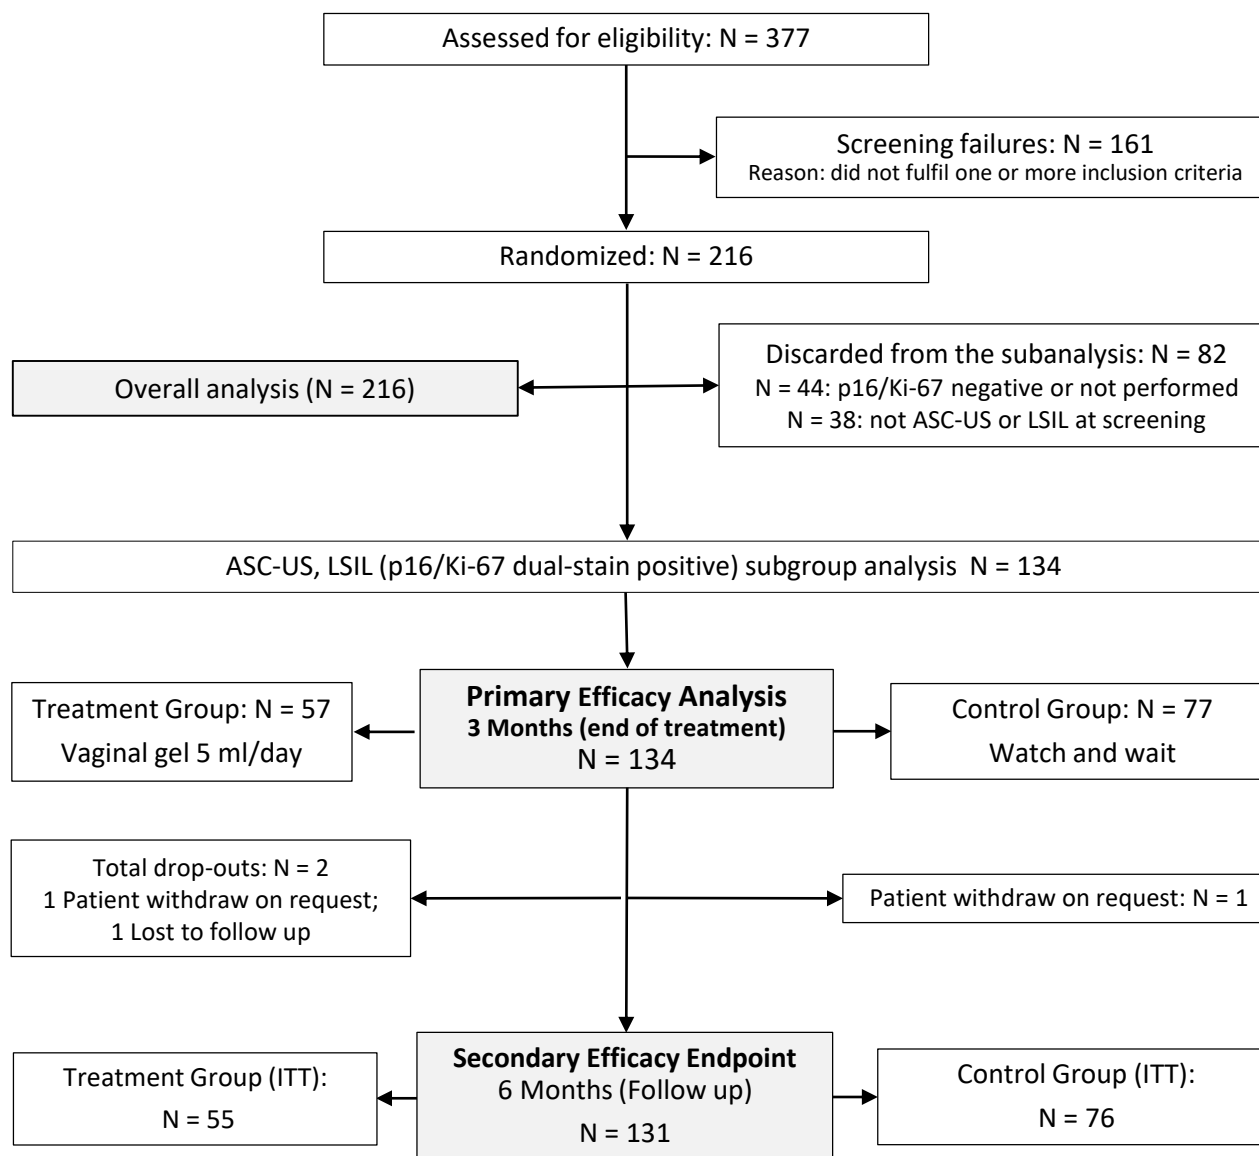 Assessed for eligibility: N = 377
Screening failures: N = 161
Reason: did not fulfil one or more inclusion criteria
Randomized: N = 216
Overall analysis (N = 216)
Discarded from the subanalysis: N = 82
N = 44: p16/Ki-67 negative or not performed
N = 38: not ASC-US or LSIL at screening
ASC-US, LSIL (p16/Ki-67 dual-stain positive) subgroup analysis N = 134
Treatment Group: N = 57
Vaginal gel 5 ml/day
Primary Efficacy Analysis
3 Months (end of treatment)
N = 134
Control Group: N = 77
Watch and wait
Total drop-outs: N = 2
1 Patient withdraw on request;
1 Lost to follow up
Patient withdraw on request: N = 1
Treatment Group (ITT):
N = 55
Secondary Efficacy Endpoint
6 Months (Follow up)
N = 131
Control Group (ITT):
N = 76